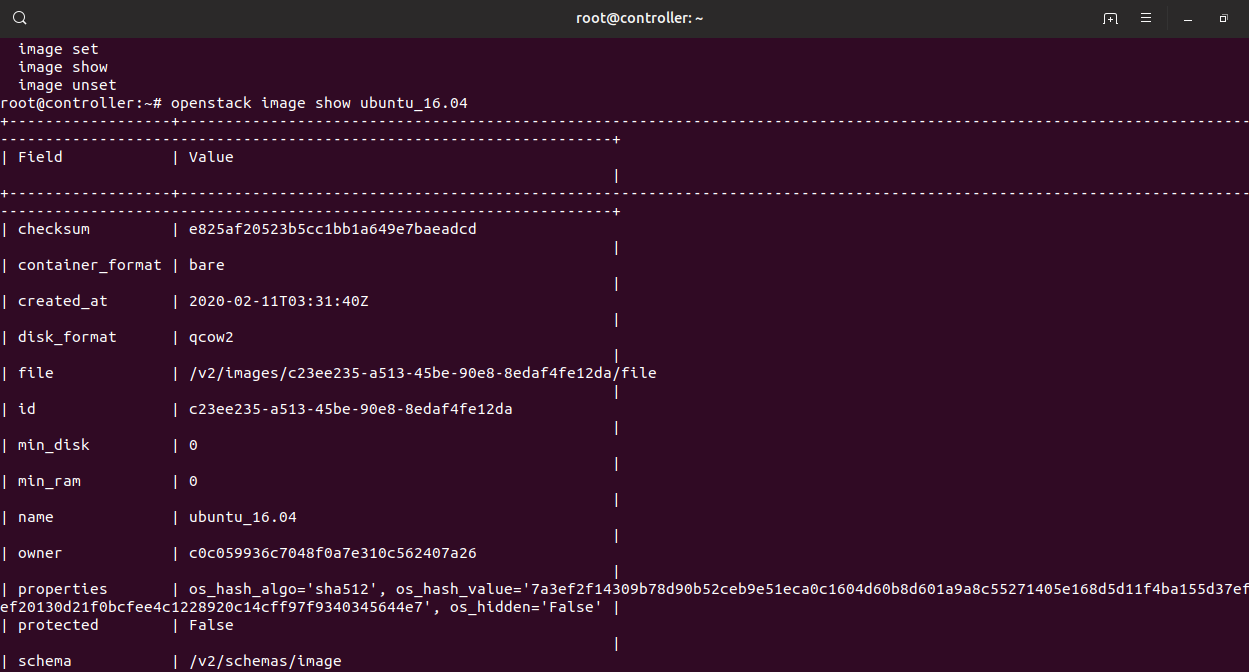 root@controller: ~
image set
image show
image unset
root@controller:~# openstack image show ubuntu_16.04
+------------------+-----------------------------------------------------------------------------------------------------------------------
--------------------------------------------------------------------+
| Field            | Value
|
+------------------+-----------------------------------------------------------------------------------------------------------------------
--------------------------------------------------------------------+
| checksum         | e825af20523b5cc1bb1a649e7baeadcd
|
| container_format | bare
|
| created_at       | 2020-02-11T03:31:40Z
|
| disk_format      | qcow2
|
| file             | /v2/images/c23ee235-a513-45be-90e8-8edaf4fe12da/file
|
| id               | c23ee235-a513-45be-90e8-8edaf4fe12da
|
| min_disk         | 0
|
| min_ram          | 0
|
| name             | ubuntu_16.04
|
| owner            | c0c059936c7048f0a7e310c562407a26
|
| properties       | os_hash_algo='sha512', os_hash_value='7a3ef2f14309b78d90b52ceb9e51eca0c1604d60b8d601a9a8c55271405e168d5d11f4ba155d37ef
ef20130d21f0bcfee4c1228920c14cff97f9340345644e7', os_hidden='False' |
| protected        | False
|
| schema           | /v2/schemas/image